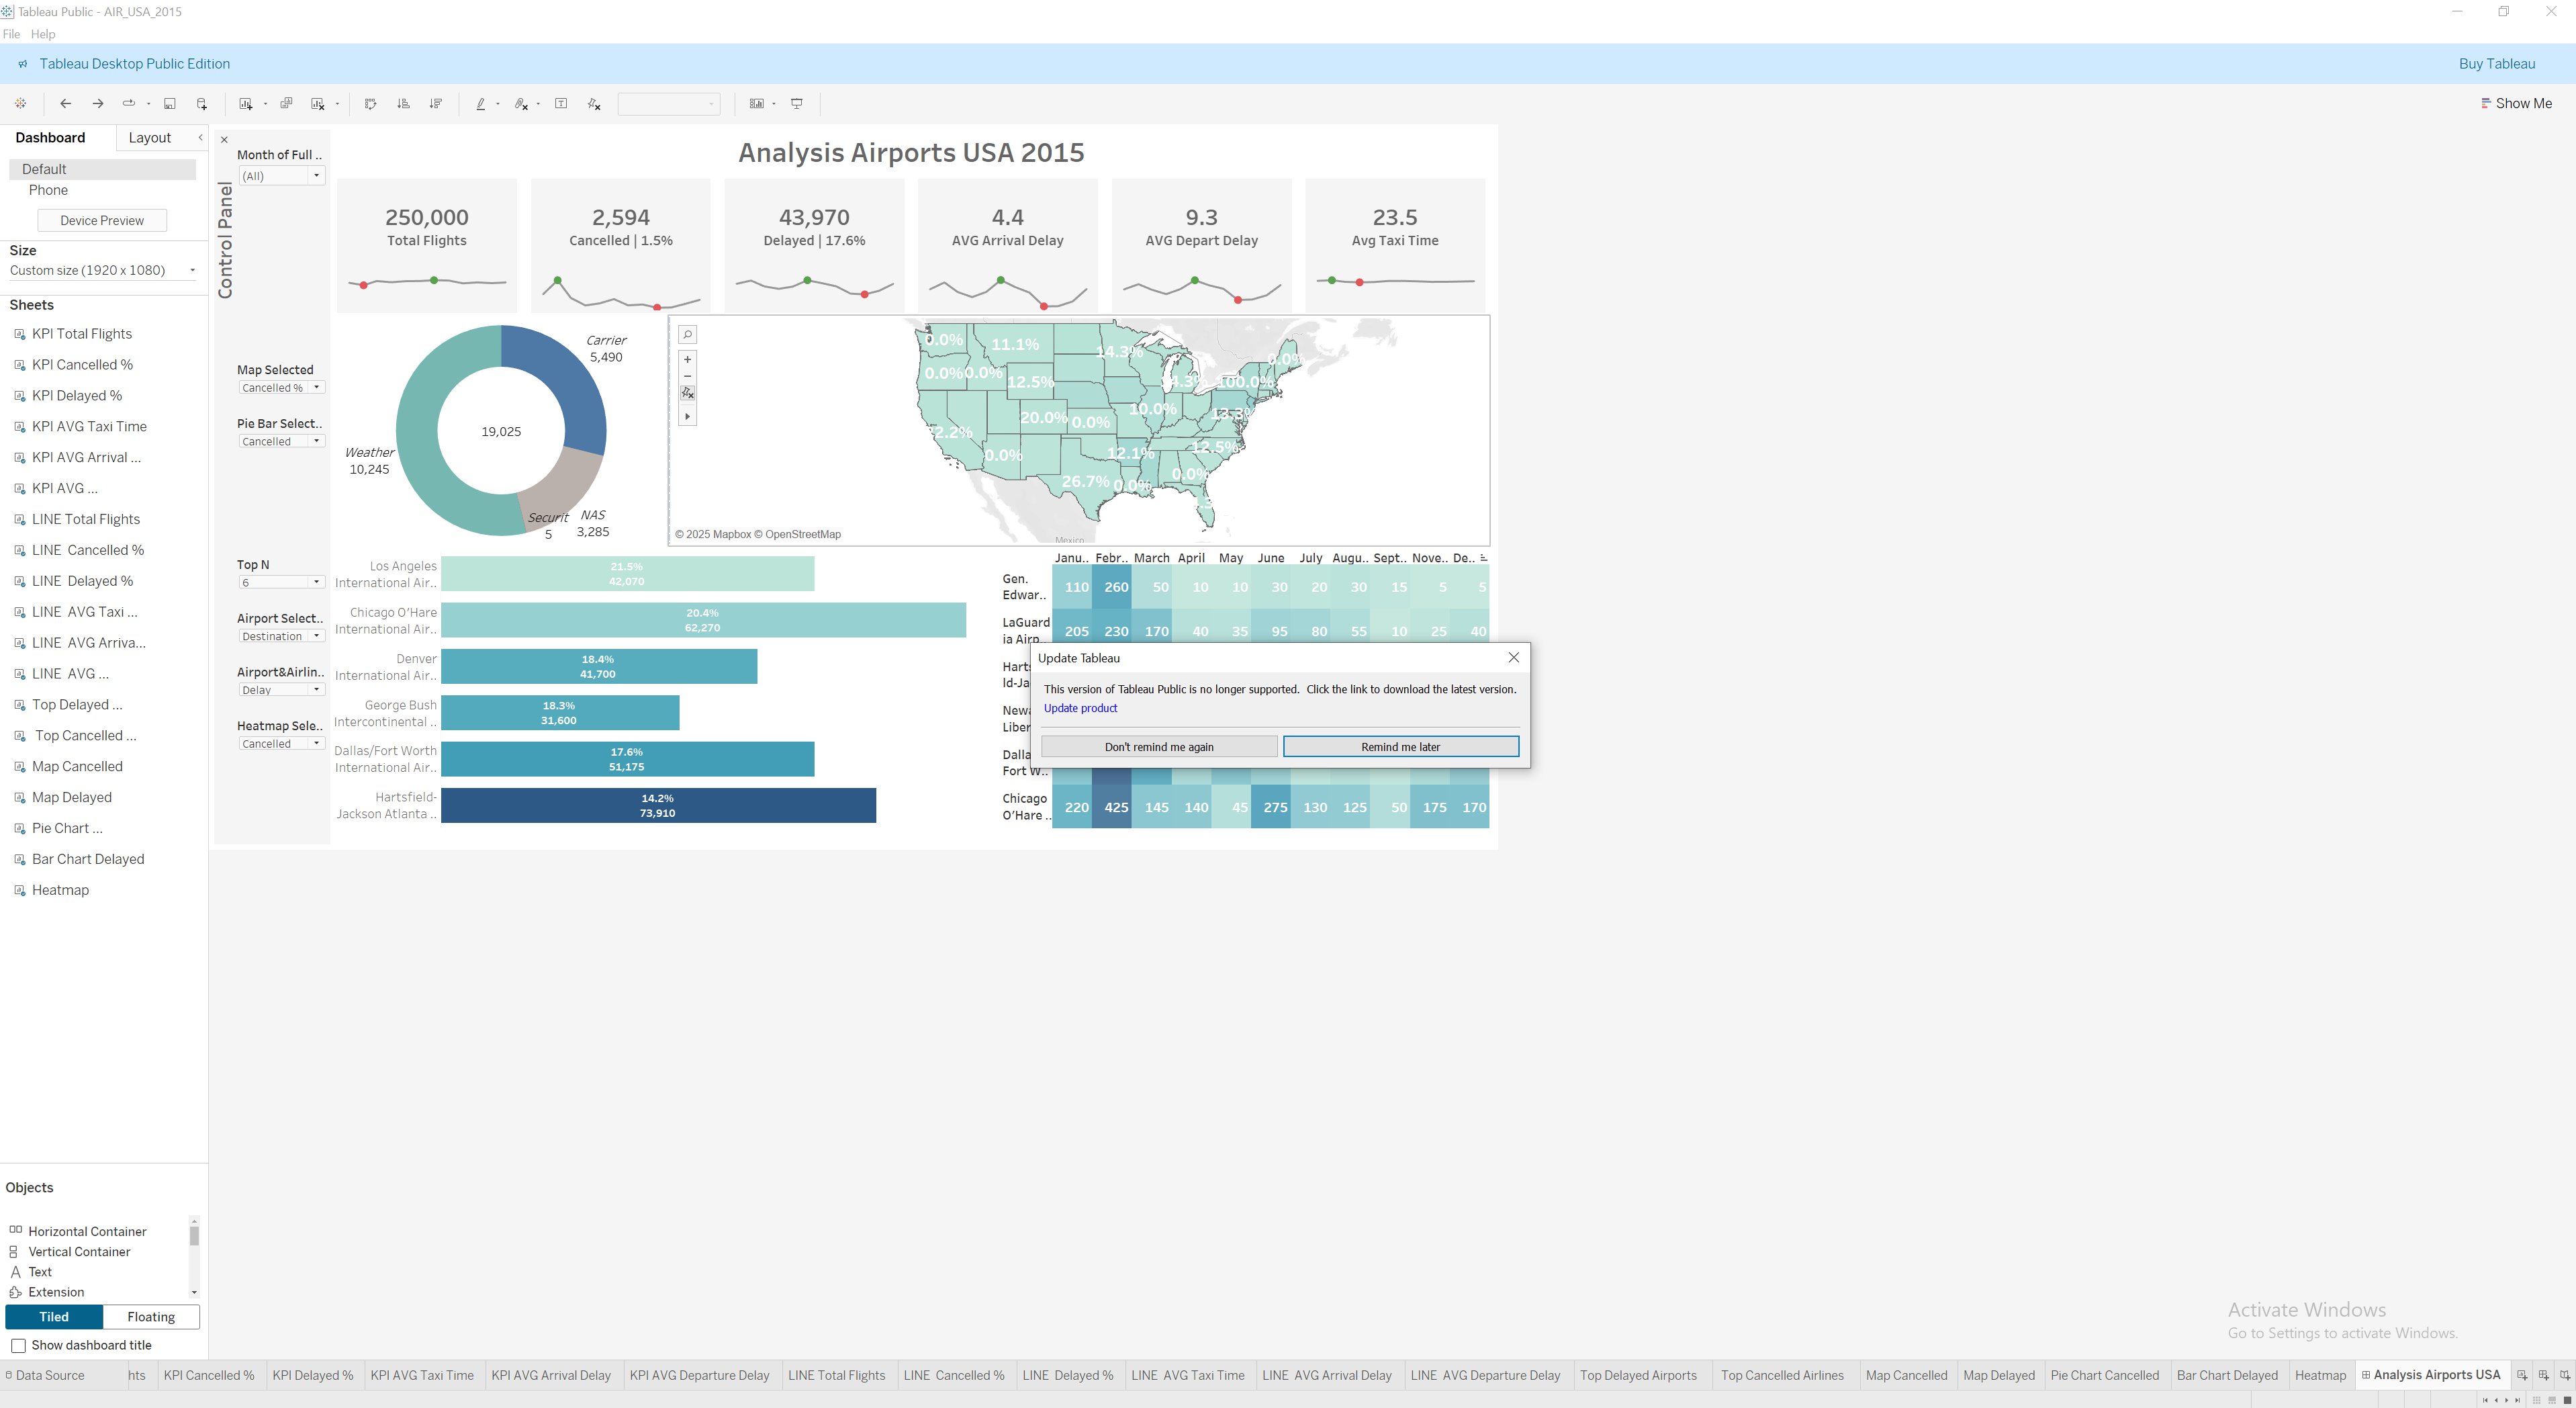 Tableau Public - AIR_USA_2015
File Help
Tableau Desktop Public Edition
Buy Tableau
Show Me
Dashboard
Layout
Default
Phone
Device Preview
Size
Custom size (1920 x 1080)
Sheets
KPI Total Flights
KPI Cancelled %
KPI Delayed %
KPI AVG Taxi Time
KPI AVG Arrival ...
KPI AVG ...
LINE Total Flights
LINE Cancelled %
LINE Delayed %
LINE AVG Taxi ...
LINE AVG Arriva...
LINE AVG ...
Top Delayed ...
Top Cancelled ...
Map Cancelled
Map Delayed
Pie Chart ...
Bar Chart Delayed
Heatmap
Objects
Horizontal Container
Vertical Container
Text
Extension
Tiled
Floating
Show dashboard title
Control Panel
Month of Full ..
(All)
Map Selected
Cancelled %
Pie Bar Select..
Cancelled
Top N
6
Airport Select..
Destination
Airport&Airlin..
Delay
Heatmap Sele..
Cancelled
Analysis Airports USA 2015
250,000
Total Flights
2,594
Cancelled | 1.5%
43,970
Delayed | 17.6%
4.4
AVG Arrival Delay
9.3
AVG Depart Delay
23.5
Avg Taxi Time
Carrier
5,490
19,025
Weather
10,245
Securit
5
NAS
3,285
0.0%
11.1%
14.3%
0.0%
0.0%
0.0%
12.5%
100.0%
20.0%
0.0%
10.0%
13.3%
0.0%
12.1%
12.5%
26.7%
0.0%
0.0%
Mexico
© 2025 Mapbox © OpenStreetMap
Los Angeles
International Air..
21.5%
42,070
Chicago O'Hare
International Air..
20.4%
62,270
Denver
International Air..
18.4%
41,700
George Bush
Intercontinental ..
18.3%
31,600
Dallas/Fort Worth
International Air..
17.6%
51,175
Hartsfield-
Jackson Atlanta ..
14.2%
73,910
Janu.. Febr.. March April May June July Augu.. Sept.. Nove.. De..
Gen.
Edwar..
110 260 50 10 10 30 20 30 15 5 5
LaGuard
ia Airp..
205 230 170 40 35 95 80 55 10 25 40
Harts
ld-Ja
Newa
Liber
Dalla
Fort W..
Chicago
O'Hare ..
220 425 145 140 45 275 130 125 50 175 170
Update Tableau
This version of Tableau Public is no longer supported. Click the link to download the latest version.
Update product
Don't remind me again
Remind me later
Activate Windows
Go to Settings to activate Windows.
Data Source
hts
KPI Cancelled %
KPI Delayed %
KPI AVG Taxi Time
KPI AVG Arrival Delay
KPI AVG Departure Delay
LINE Total Flights
LINE Cancelled %
LINE Delayed %
LINE AVG Taxi Time
LINE AVG Arrival Delay
LINE AVG Departure Delay
Top Delayed Airports
Top Cancelled Airlines
Map Cancelled
Map Delayed
Pie Chart Cancelled
Bar Chart Delayed
Heatmap
Analysis Airports USA